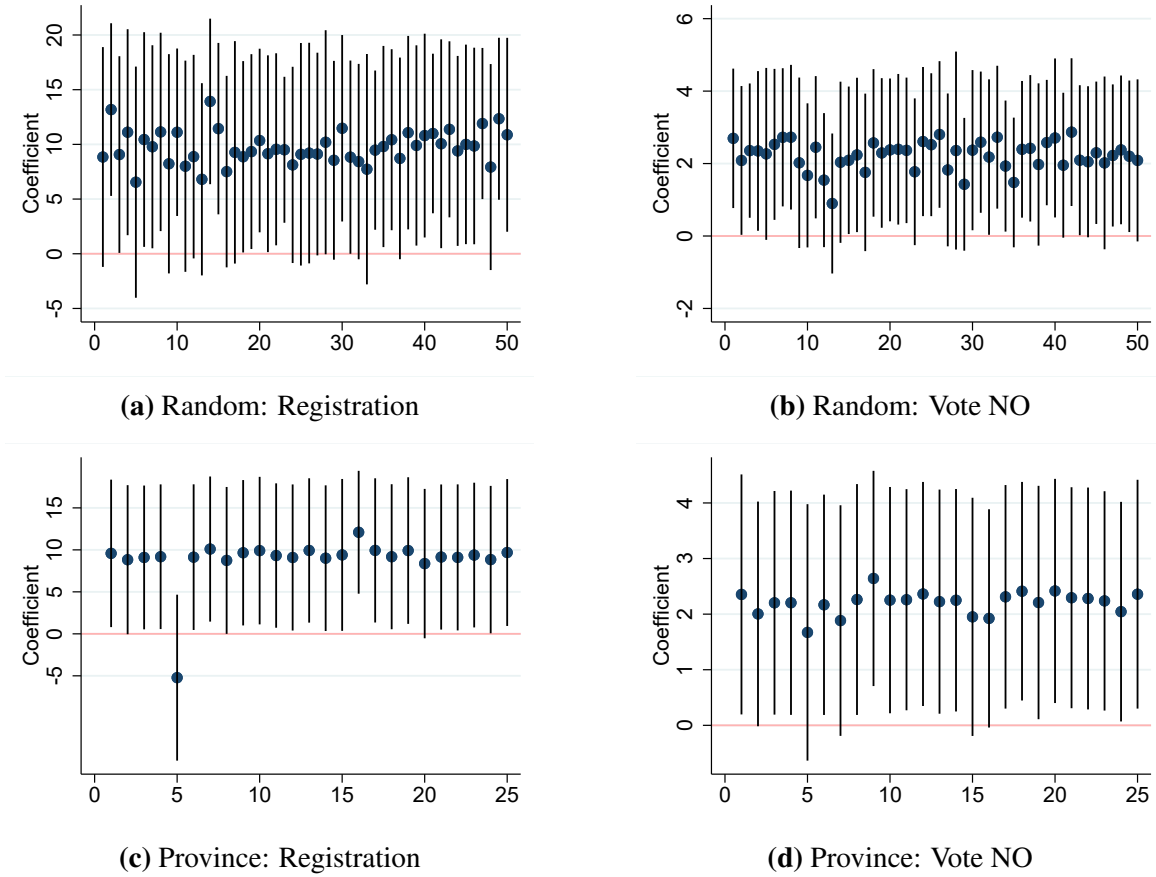 Coefficient
20
15
10
5
0
-5
0 10 20 30 40 50
(a) Random: Registration
Coefficient
6
4
2
0
-2
0 10 20 30 40 50
(b) Random: Vote NO
Coefficient
15
10
5
0
-5
0 5 10 15 20 25
(c) Province: Registration
Coefficient
4
3
2
1
0
0 5 10 15 20 25
(d) Province: Vote NO